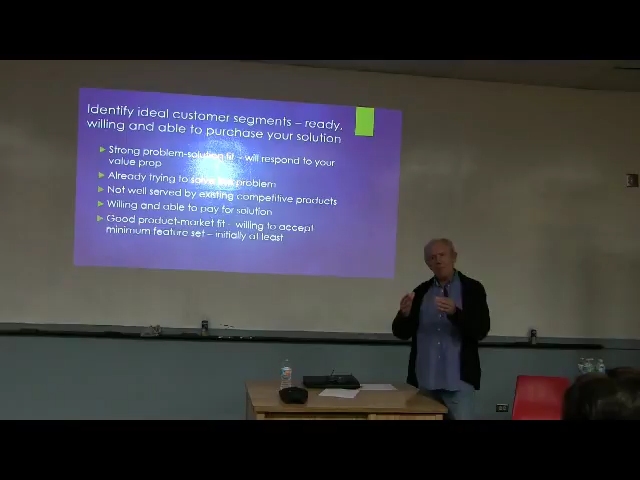 Identify ideal customer segments – ready,
willing and able to purchase your solution
Strong problem-solution fit - will respond to your
value prop
Already trying to solve this problem
Not well served by existing competitive products
Willing and able to pay for solution
Good product-market fit - willing to accept
minimum feature set – initially at least